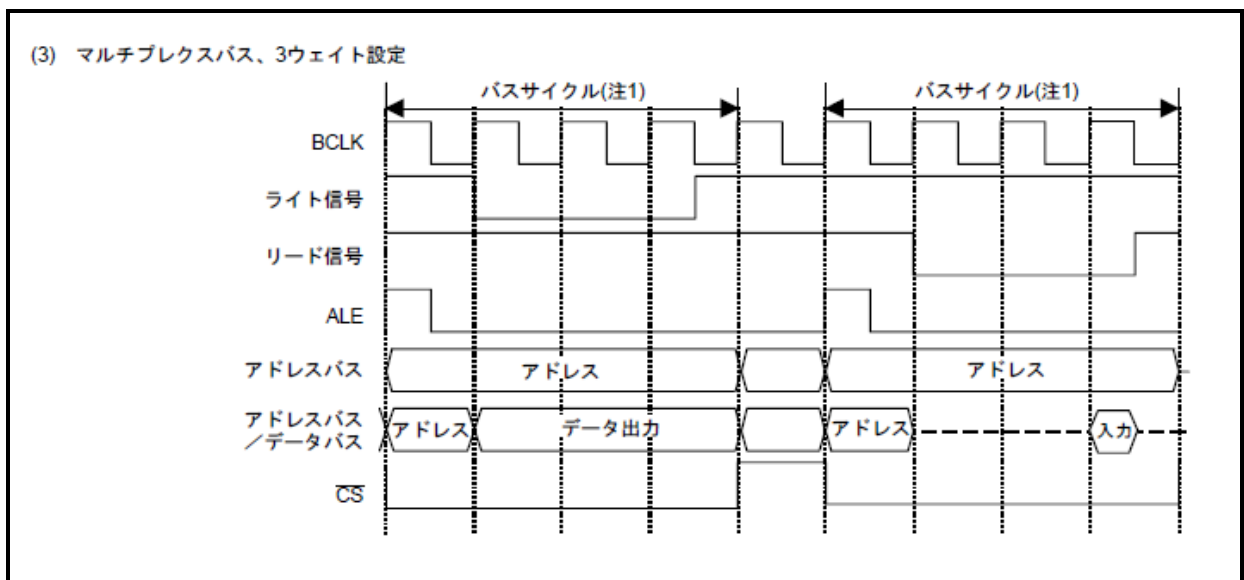 (3) マルチプレクスバス、3ウェイト設定
バスサイクル(注1)
バスサイクル(注1)
BCLK
ライト信号
リード信号
ALE
アドレスバス
アドレス
アドレス
アドレスバス
／データバス
アドレス
データ出力
アドレス
入力
CS